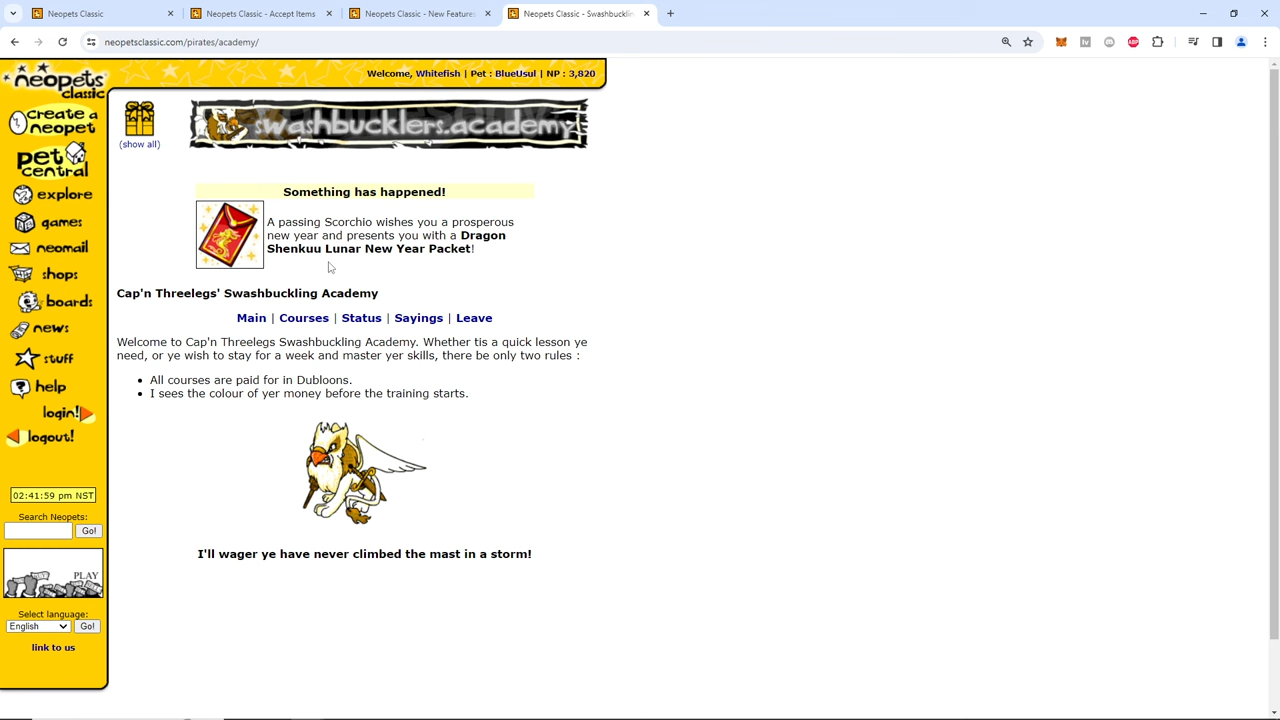 Neopets Classic
Neopets Classic - Accept Items
Neopets Classic - New Features
Neopets Classic - Swashbucklin
neopetsclassic.com/pirates/academy/
neopets
classic
Welcome, Whitefish | Pet : BlueUsul | NP : 3,820
create a
neopet
pet
central
explore
games
neomail
shops
boards
news
stuff
help
login!
logout!
02:41:59 pm NST
Search Neopets:
Go!
PLAY
Select language:
English
Go!
link to us
(show all)
swashbucklers.academy
Something has happened!
A passing Scorchio wishes you a prosperous
new year and presents you with a Dragon
Shenkuu Lunar New Year Packet!
Cap'n Threelegs' Swashbuckling Academy
Main | Courses | Status | Sayings | Leave
Welcome to Cap'n Threelegs Swashbuckling Academy. Whether tis a quick lesson ye
need, or ye wish to stay for a week and master yer skills, there be only two rules :
• All courses are paid for in Dubloons.
• I sees the colour of yer money before the training starts.
I'll wager ye have never climbed the mast in a storm!